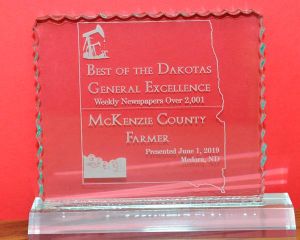 BEST OF THE DAKOTAS
GENERAL EXCELLENCE
Weekly Newspapers Over 2,001
MCKENZIE COUNTY
FARMER
Presented June 1, 2019
Medora, ND